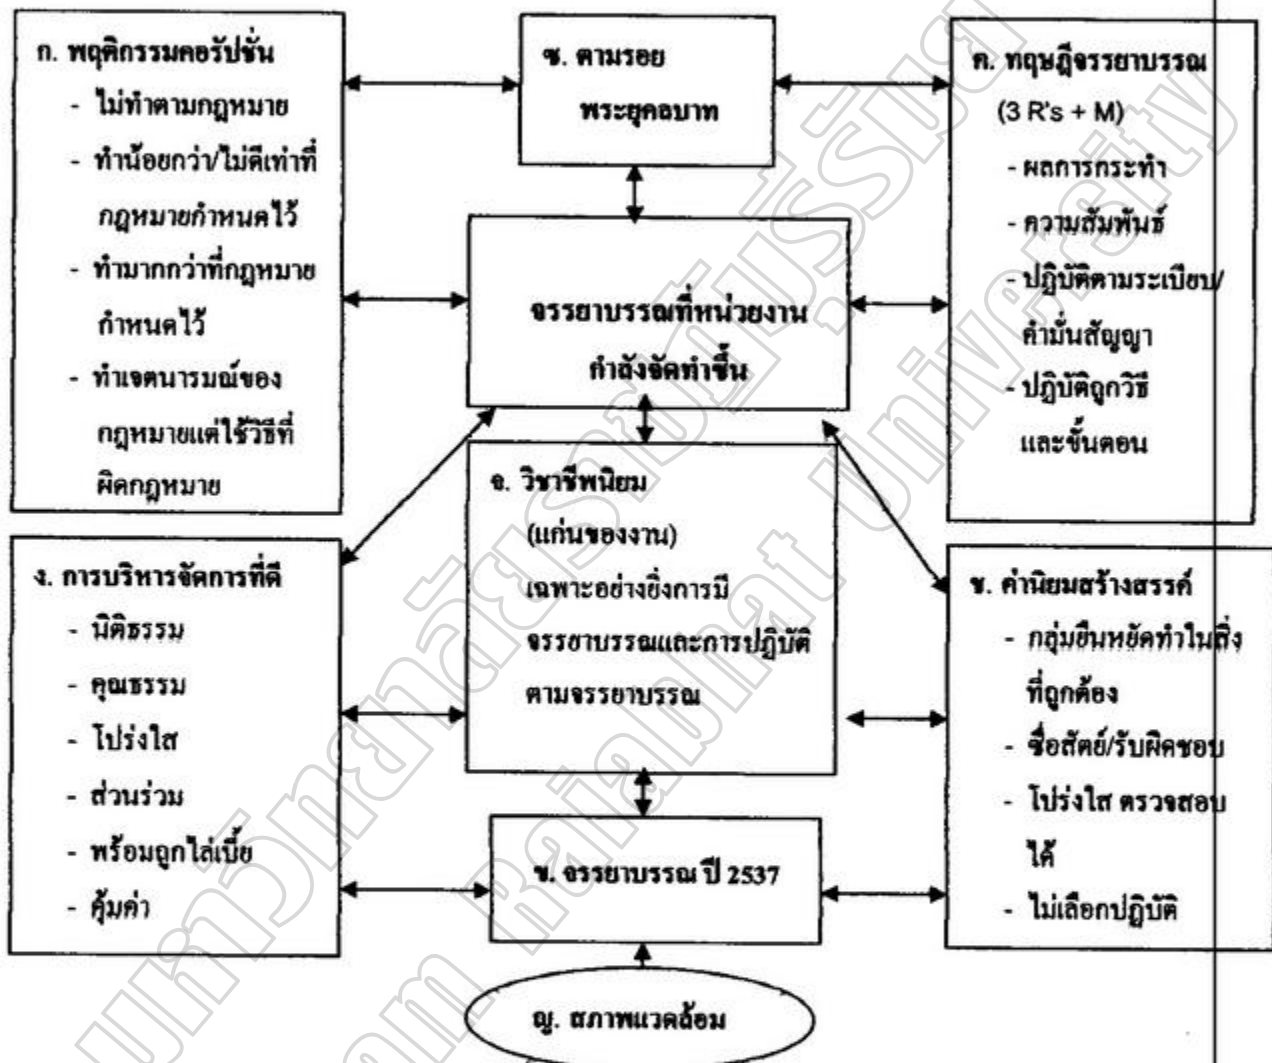 ก. พฤติกรรมคอรัปชั่น
- ไม่ทำตามกฎหมาย
- ทำน้อยกว่า/ไม่ดีเท่าที่
กฎหมายกำหนดไว้
- ทำมากกว่าที่กฎหมาย
กำหนดไว้
- ทำเจตนารมณ์ของ
กฎหมายแต่ใช้วิธีที่
ผิดกฎหมาย
ซ. ตามรอย
พระยุคลบาท
ค. ทฤษฎีจรรยาบรรณ
(3 R's + M)
- ผลการกระทำ
- ความสัมพันธ์
- ปฏิบัติตามระเบียบ/
คำมั่นสัญญา
- ปฏิบัติถูกวิธี
และขั้นตอน
จรรยาบรรณที่หน่วยงาน
กำลังจัดทำขึ้น
ง. การบริหารจัดการที่ดี
- นิติธรรม
- คุณธรรม
- โปร่งใส
- ส่วนร่วม
- พร้อมถูกไล่เบี้ย
- คุ้มค่า
จ. วิชาชีพนิยม
(แก่นของงาน)
เฉพาะอย่างยิ่งการมี
จรรยาบรรณและการปฏิบัติ
ตามจรรยาบรรณ
ช. ค่านิยมสร้างสรรค์
- กลุ่มยืนหยัดทำในสิ่ง
ที่ถูกต้อง
- ซื่อสัตย์/รับผิดชอบ
- โปร่งใส ตรวจสอบ
ได้
- ไม่เลือกปฏิบัติ
ข. จรรยาบรรณ ปี 2537
ญ. สภาพแวดล้อม
Rajabhat University